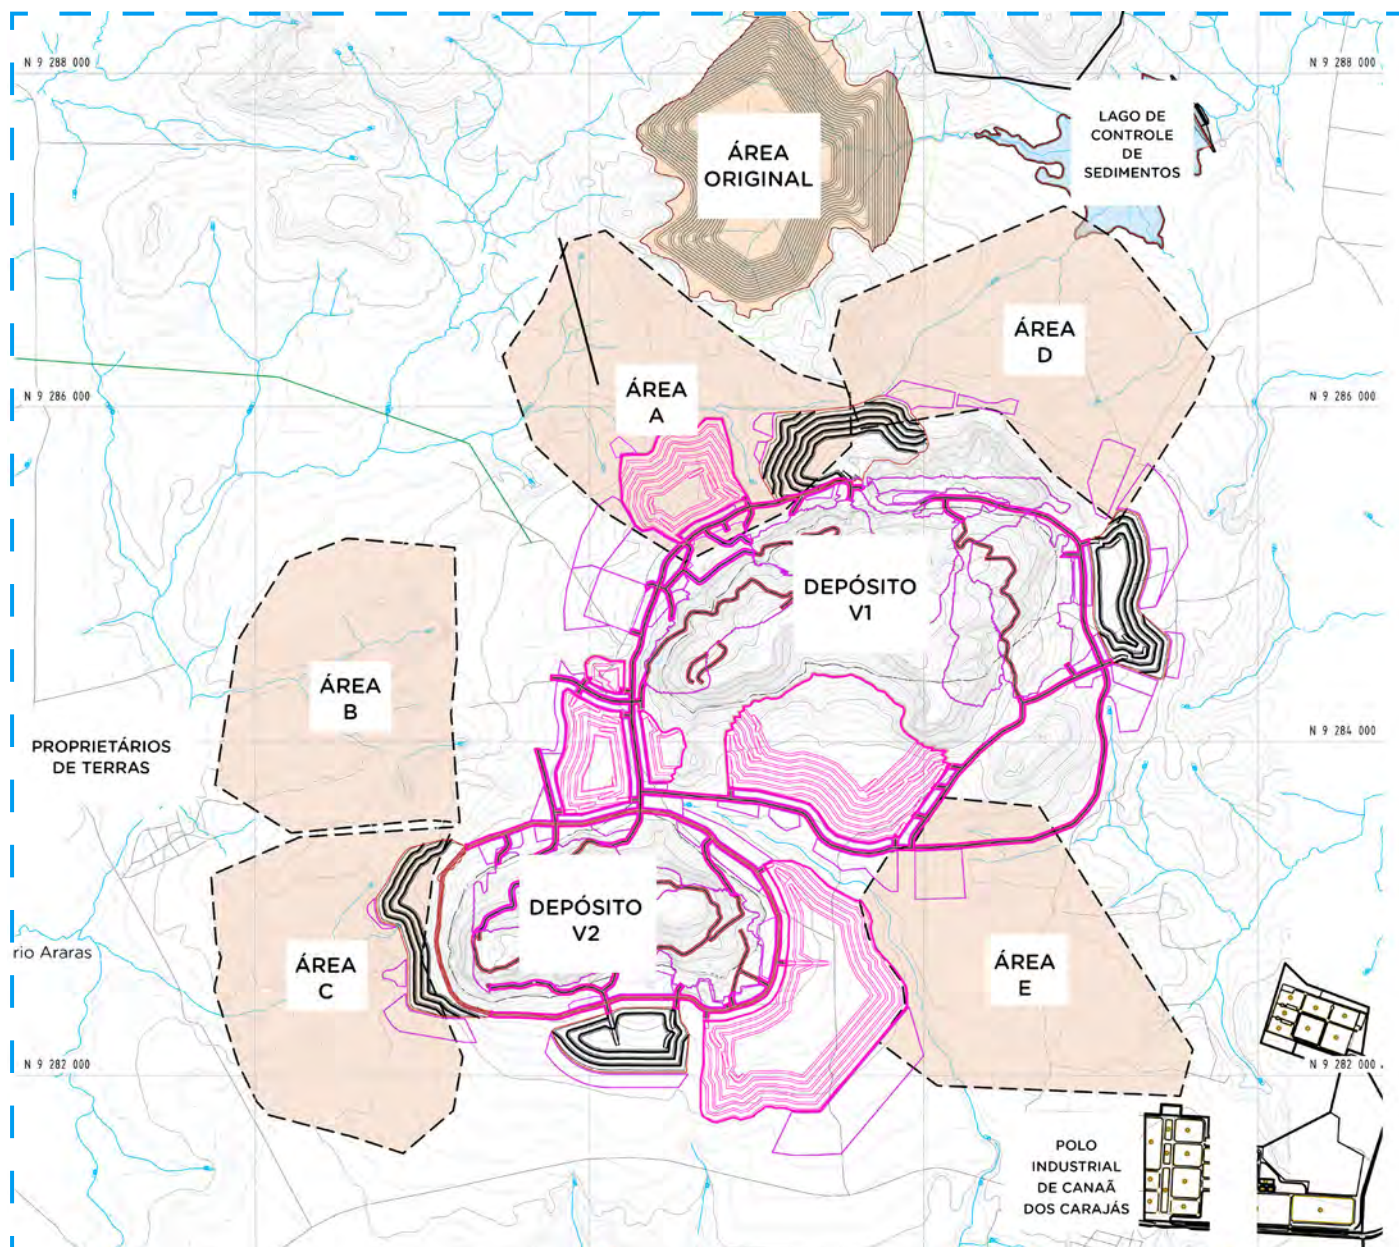 N 9 288 000
N 9 288 000
LAGO DE
CONTROLE
DE
SEDIMENTOS
ÁREA
ORIGINAL
ÁREA
D
ÁREA
A
N 9 286 000
N 9 286 000
DEPÓSITO
V1
ÁREA
B
PROPRIETÁRIOS
DE TERRAS
N 9 284 000
DEPÓSITO
V2
rio Araras
ÁREA
C
ÁREA
E
N 9 282 000
N 9 282 000
POLO
INDUSTRIAL
DE CANAÃ
DOS CARAJÁS